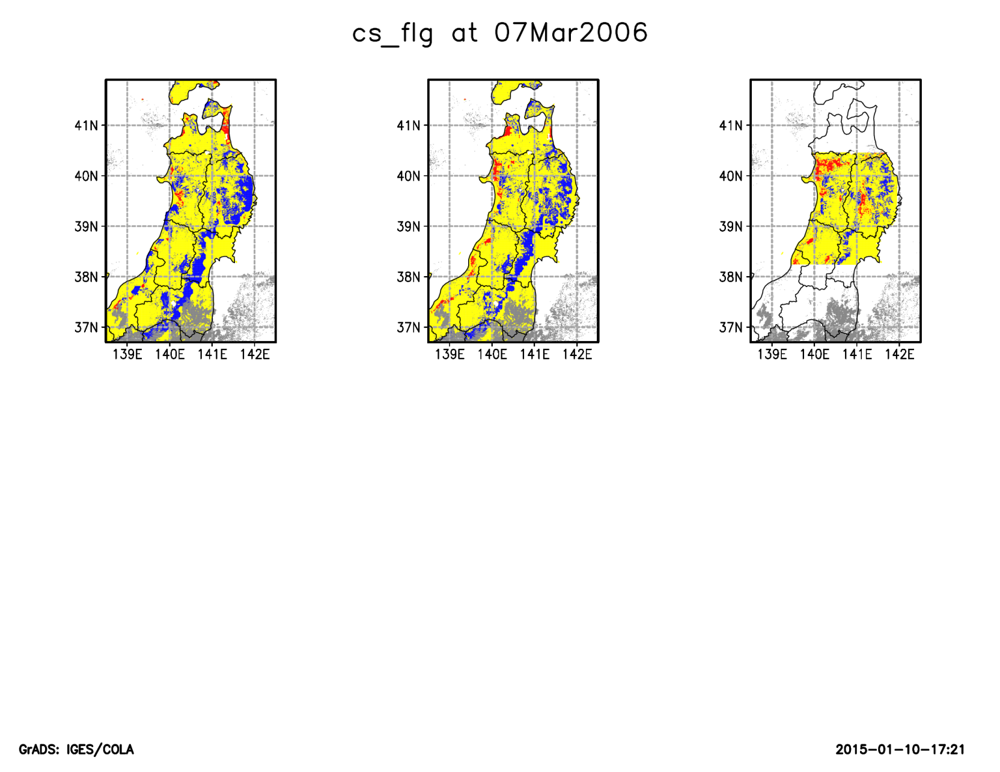 cs_flg at 07Mar2006
41N 41N 41N
40N 40N 40N
39N 39N 39N
38N 38N 38N
37N 37N 37N
139E 140E 141E 142E 139E 140E 141E 142E 139E 140E 141E 142E
GrADS: IGES/COLA 2015-01-10-17:21